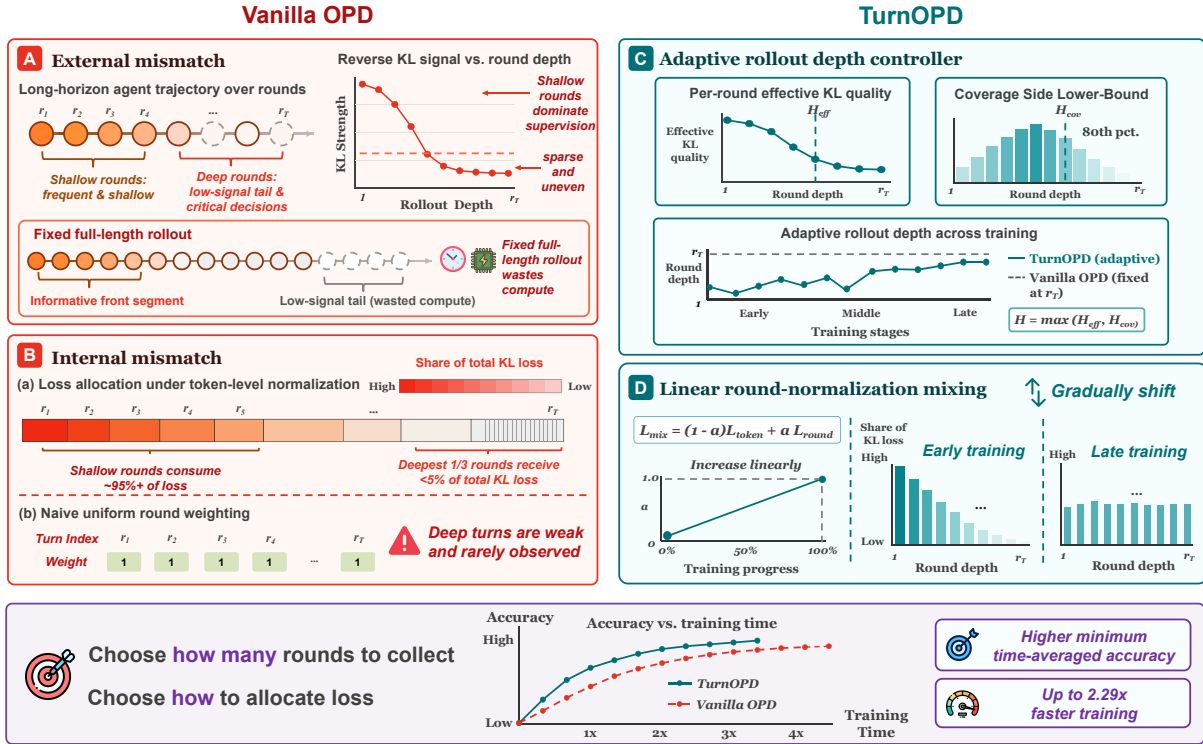 Vanilla OPD
TurnOPD
A External mismatch
Long-horizon agent trajectory over rounds
r1 r2 r3 r4 ... rT
Shallow rounds:
frequent & shallow
Deep rounds:
low-signal tail &
critical decisions
Reverse KL signal vs. round depth
KL Strength
1 Rollout Depth rT
Shallow
rounds
dominate
supervision
sparse
and
uneven
Fixed full-length rollout
Informative front segment
Low-signal tail (wasted compute)
Fixed full-
length rollout
wastes
compute
B Internal mismatch
(a) Loss allocation under token-level normalization
Share of total KL loss
High Low
r1 r2 r3 r4 r5 ... rT
Shallow rounds consume
~95%+ of loss
Deepest 1/3 rounds receive
<5% of total KL loss
(b) Naive uniform round weighting
Turn Index r1 r2 r3 r4 rT
Weight 1 1 1 1 ... 1
Deep turns are weak
and rarely observed
C Adaptive rollout depth controller
Per-round effective KL quality
Heff
Effective
KL
quality
1 Round depth rT
Coverage Side Lower-Bound
Hcov
80th pct.
1 Round depth rT
Adaptive rollout depth across training
rT
Round
depth
1
Early Middle Late
Training stages
TurnOPD (adaptive)
Vanilla OPD (fixed
at rT)
H = max (Heff, Hcov)
D Linear round-normalization mixing
Gradually shift
Lmix = (1 - a)Ltoken + a Lround
Increase linearly
1.0
a
0
0% 50% 100%
Training progress
Share of
KL loss
High
Low
Early training
...
1 rT
Round depth
High
Late training
...
1 rT
Round depth
Choose how many rounds to collect
Choose how to allocate loss
Accuracy
High
Low
Accuracy vs. training time
TurnOPD
Vanilla OPD
1x 2x 3x 4x
Training
Time
Higher minimum
time-averaged accuracy
Up to 2.29x
faster training